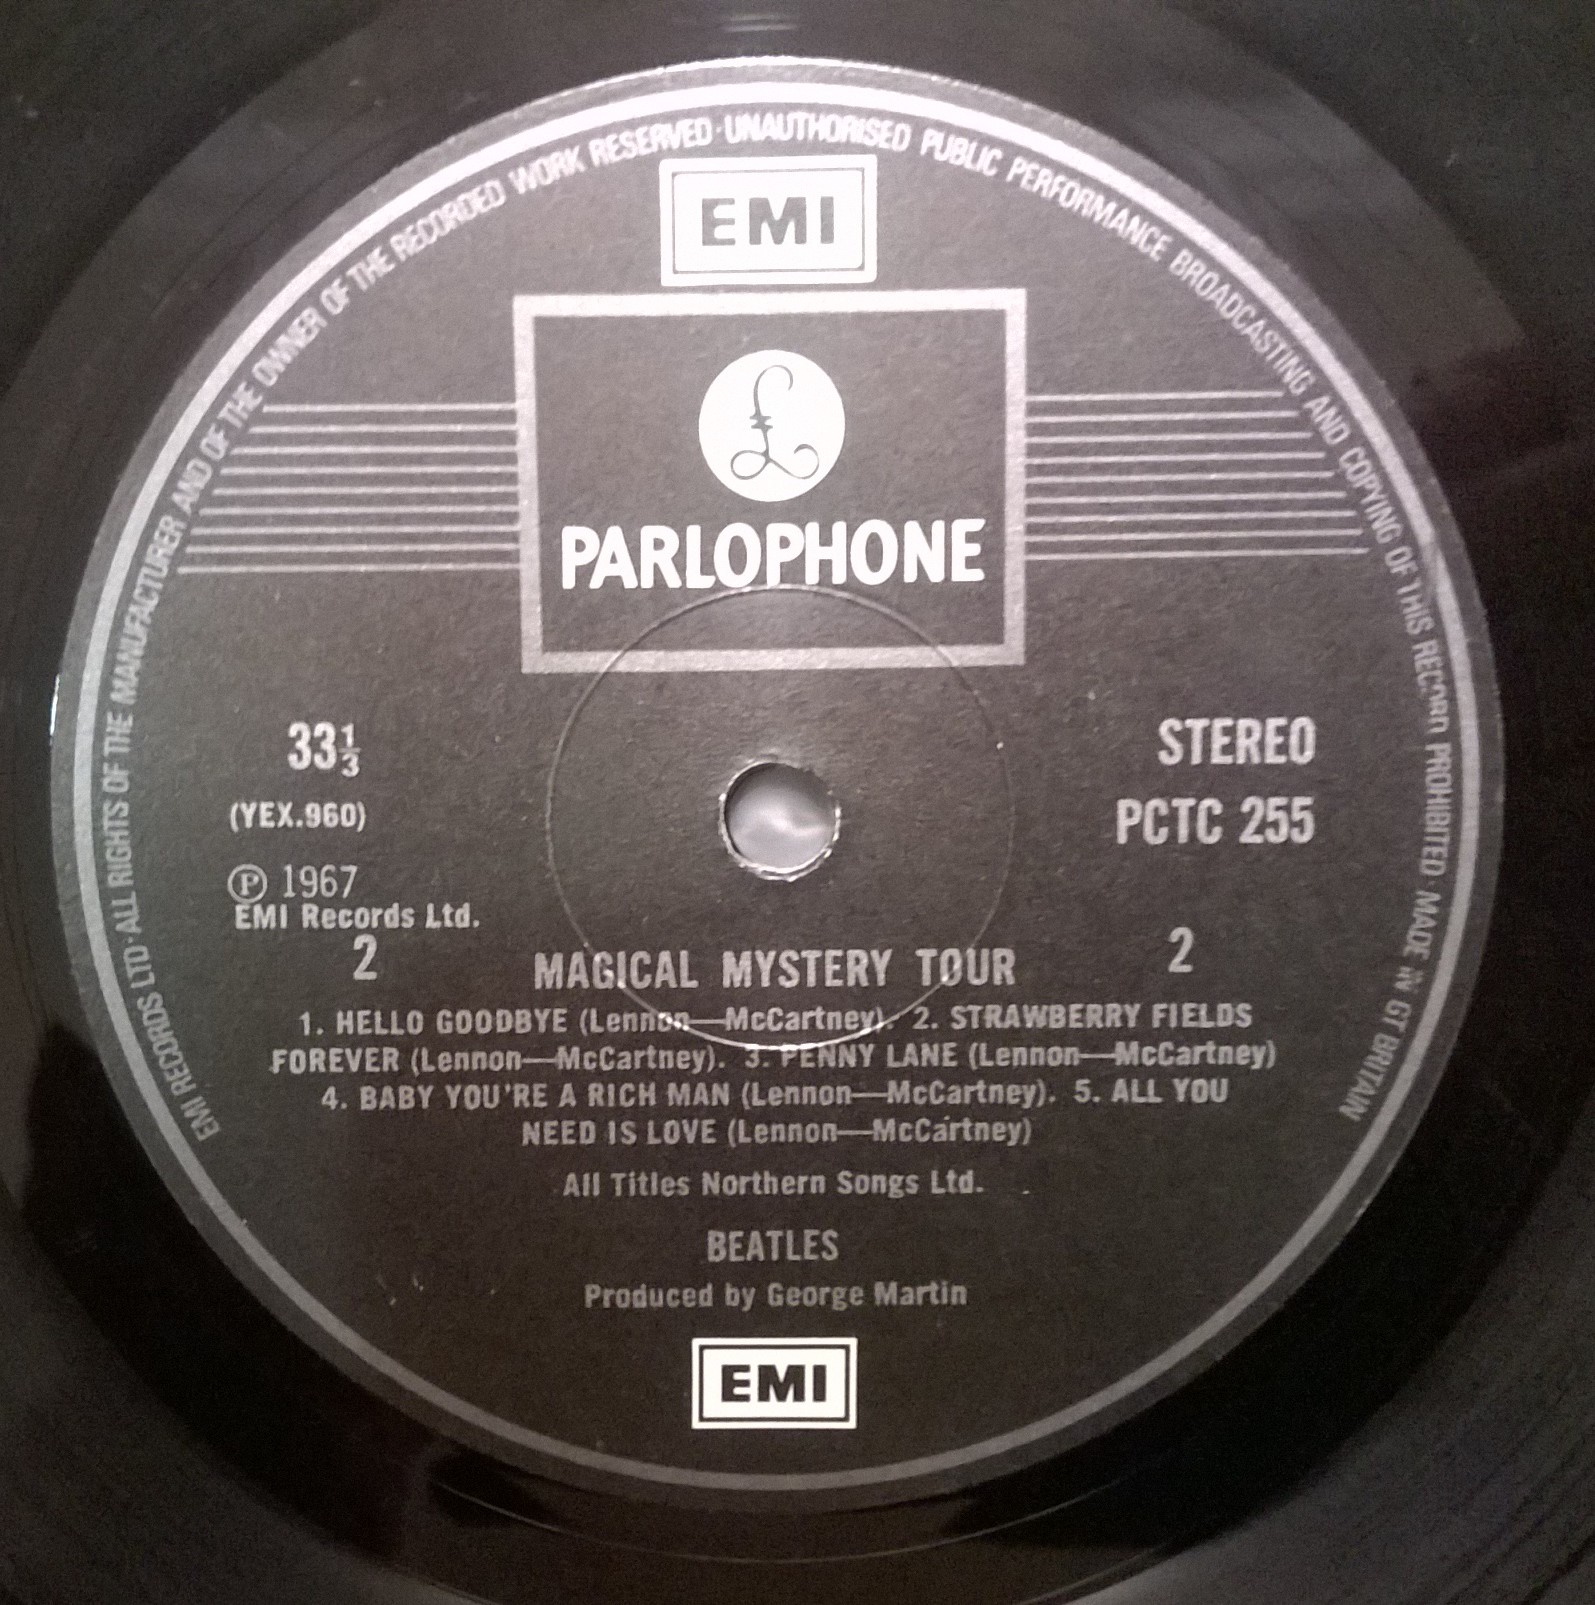 EMI RECORDS LTD·ALL RIGHTS OF THE MANUFACTURER AND OF THE OWNER OF THE RECORDED WORK RESERVED·UNAUTHORISED PUBLIC PERFORMANCE BROADCASTING AND COPYING OF THIS RECORD PROHIBITED·MADE IN GT BRITAIN
EMI
£
PARLOPHONE
33⅓
STEREO
(YEX.960)
PCTC 255
Ⓟ 1967
EMI Records Ltd.
2
MAGICAL MYSTERY TOUR
2
1. HELLO GOODBYE (Lennon—McCartney). 2. STRAWBERRY FIELDS
FOREVER (Lennon—McCartney). 3. PENNY LANE (Lennon—McCartney)
4. BABY YOU'RE A RICH MAN (Lennon—McCartney). 5. ALL YOU
NEED IS LOVE (Lennon—McCartney)
All Titles Northern Songs Ltd.
BEATLES
Produced by George Martin
EMI